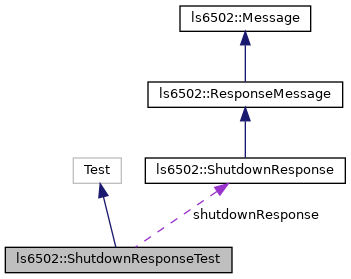 ls6502::Message
ls6502::ResponseMessage
Test
ls6502::ShutdownResponse
shutdownResponse
ls6502::ShutdownResponseTest